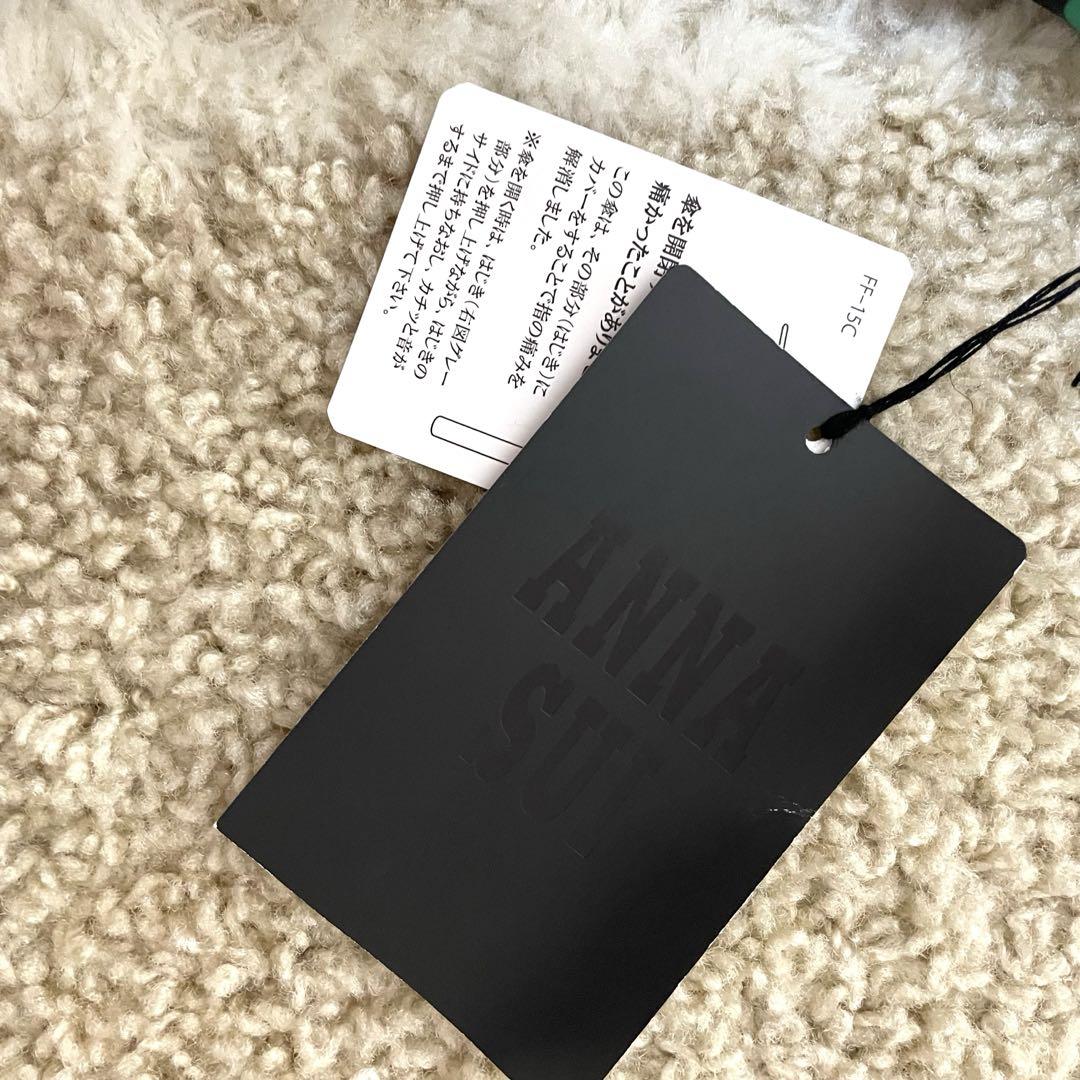 FF-15C
傘を開閉
痛かったことがありま
この傘は、その部分(はじき)に
カバーをすることで指の痛みを
解消しました。
※傘を開く時は、はじき(右図グレー
部分)を押し上げながら、はじきの
サイドに持ちなおし、カチッと音が
するまで押し上げて下さい。
ANNA
SUI